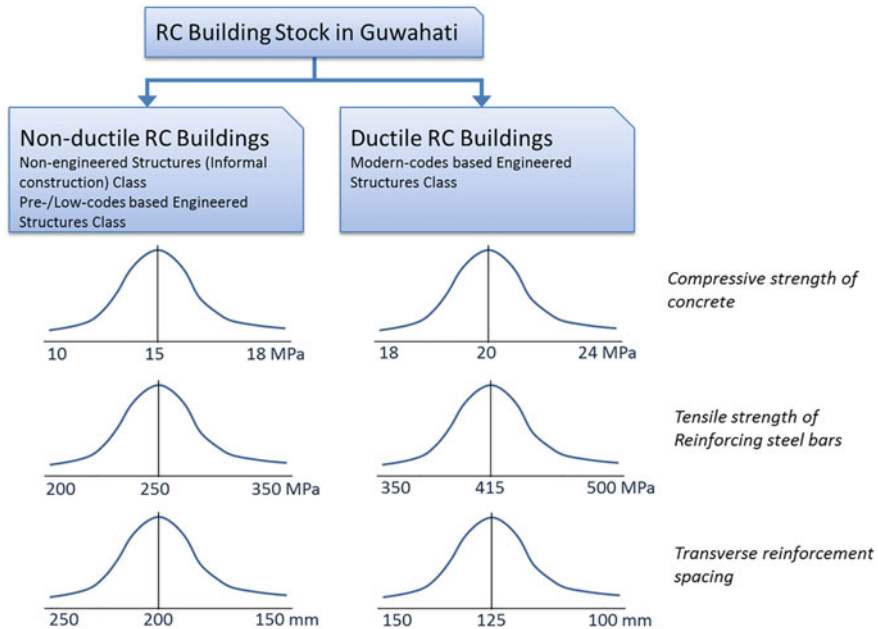 RC Building Stock in Guwahati
Non-ductile RC Buildings
Non-engineered Structures (Informal
construction) Class
Pre-/Low-codes based Engineered
Structures Class
Ductile RC Buildings
Modern-codes based Engineered
Structures Class
10 15 18 MPa
18 20 24 MPa
Compressive strength of
concrete
200 250 350 MPa
350 415 500 MPa
Tensile strength of
Reinforcing steel bars
250 200 150 mm
150 125 100 mm
Transverse reinforcement
spacing